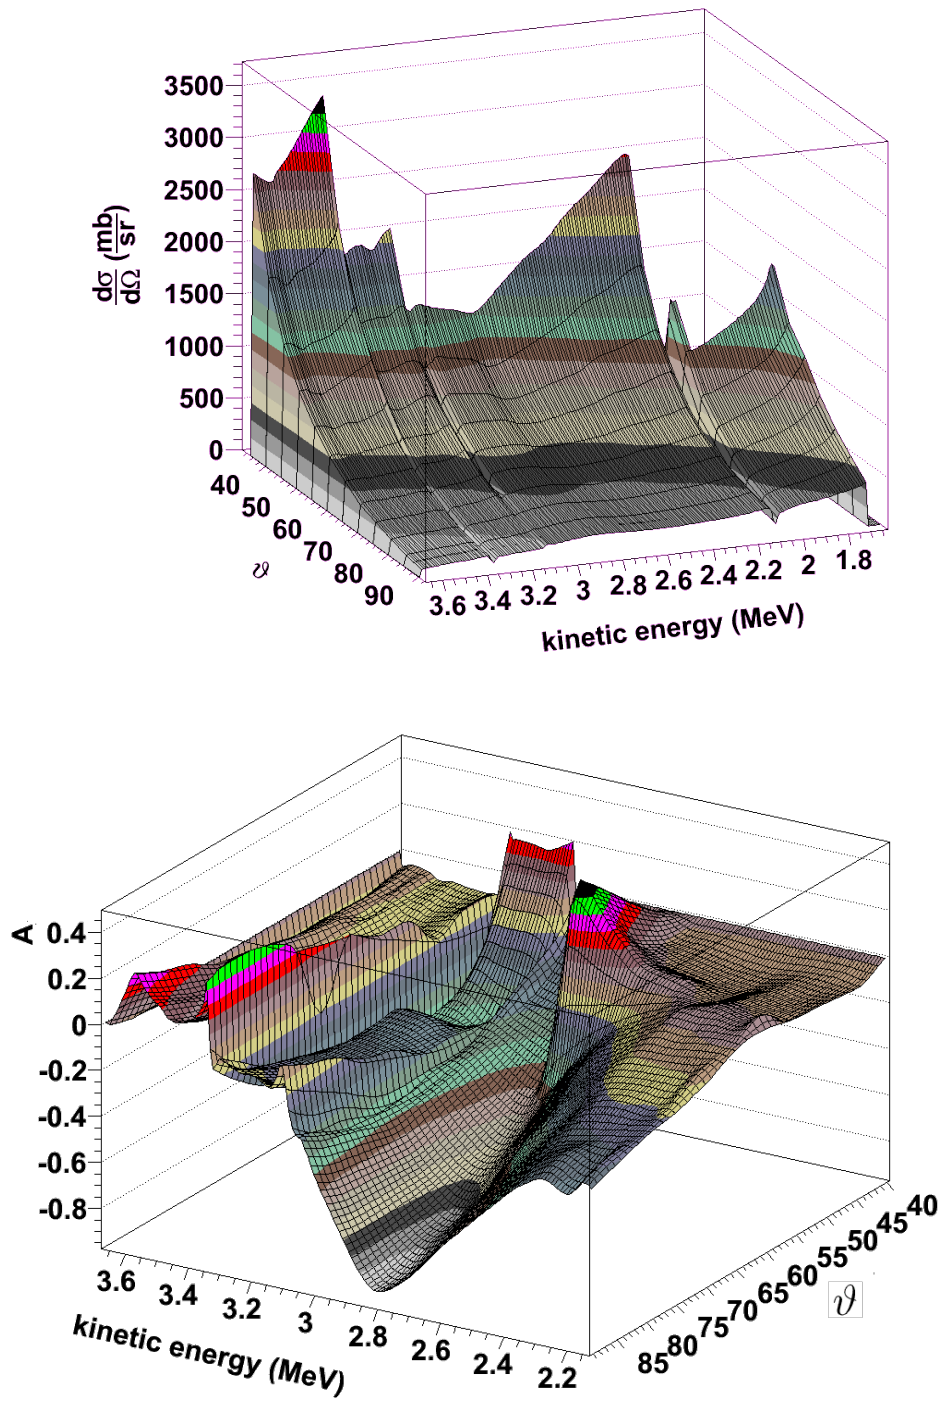 3500
3000
2500
2000
1500
1000
500
0
dσ/dΩ (mb/sr)
40
50
60
70
80
90
ϑ
3.6 3.4 3.2 3 2.8 2.6 2.4 2.2 2 1.8
kinetic energy (MeV)
A
0.4
0.2
0
-0.2
-0.4
-0.6
-0.8
3.6 3.4 3.2 3 2.8 2.6 2.4 2.2
kinetic energy (MeV)
85 80 75 70 65 60 55 50 45 40
ϑ